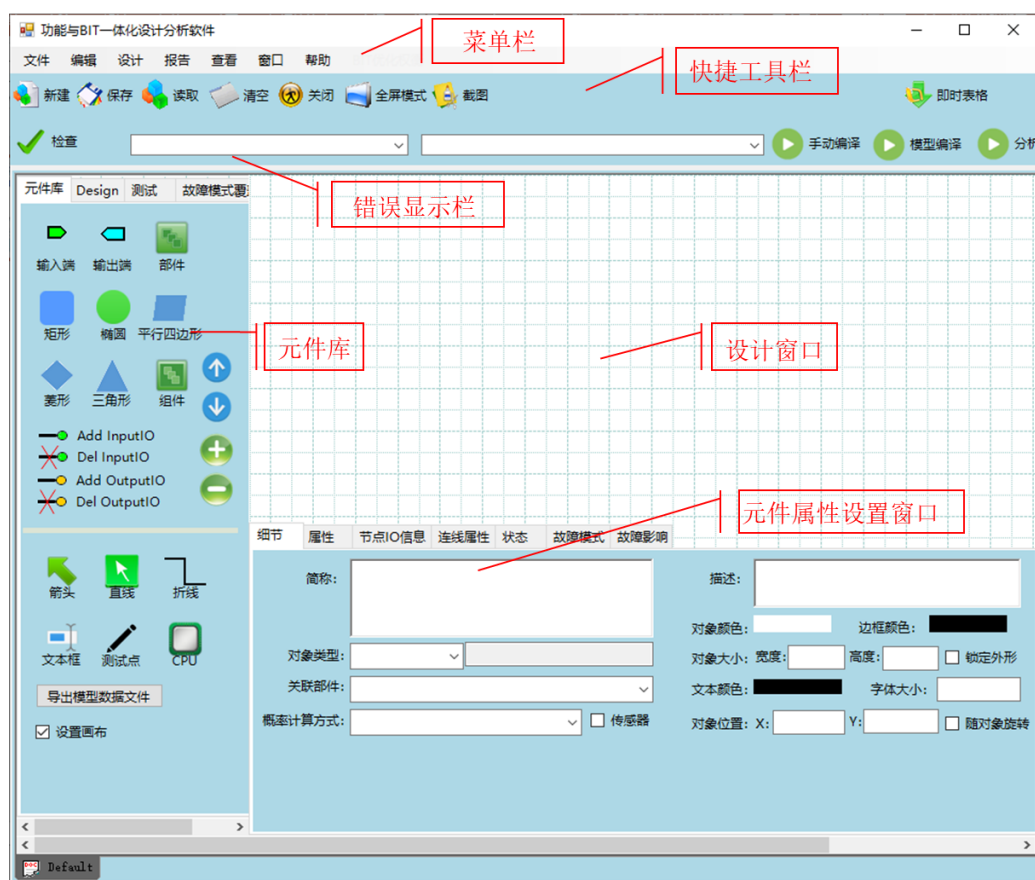 功能与BIT一体化设计分析软件
文件 编辑 设计 报告 查看 窗口 帮助
菜单栏
新建 保存 读取 清空 关闭 全屏模式 截图
快捷工具栏
即时表格
检查
手动编译 模型编译 分析
错误显示栏
元件库 Design 测试 故障模式覆
输入端 输出端 部件
矩形 椭圆 平行四边形
元件库
设计窗口
菱形 三角形 组件
Add InputIO
Del InputIO
Add OutputIO
Del OutputIO
元件属性设置窗口
细节 属性 节点IO信息 连线属性 状态 故障模式 故障影响
箭头 直线 折线
文本框 测试点 CPU
导出模型数据文件
设置画布
简称:
描述:
对象颜色: 边框颜色:
对象类型:
对象大小: 宽度: 高度: 锁定外形
关联部件:
文本颜色: 字体大小:
概率计算方式: 传感器
对象位置: X: Y: 随对象旋转
DOC Default